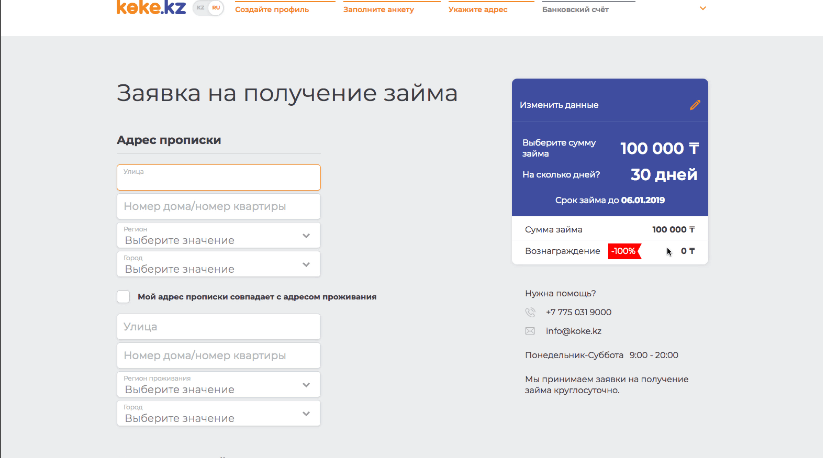 koke.kz
KZ RU
Создайте профиль
Заполните анкету
Укажите адрес
Банковский счёт
Заявка на получение займа
Адрес прописки
Улица
Номер дома/номер квартиры
Регион
Выберите значение
Город
Выберите значение
Мой адрес прописки совпадает с адресом проживания
Улица
Номер дома/номер квартиры
Регион проживания
Выберите значение
Город
Выберите значение
Изменить данные
Выберите сумму
займа
100 000 ₸
На сколько дней? 30 дней
Срок займа до 06.01.2019
Сумма займа 100 000 ₸
Вознаграждение -100% 0 ₸
Нужна помощь?
+7 775 031 9000
info@koke.kz
Понедельник-Суббота 9:00 - 20:00
Мы принимаем заявки на получение
займа круглосуточно.